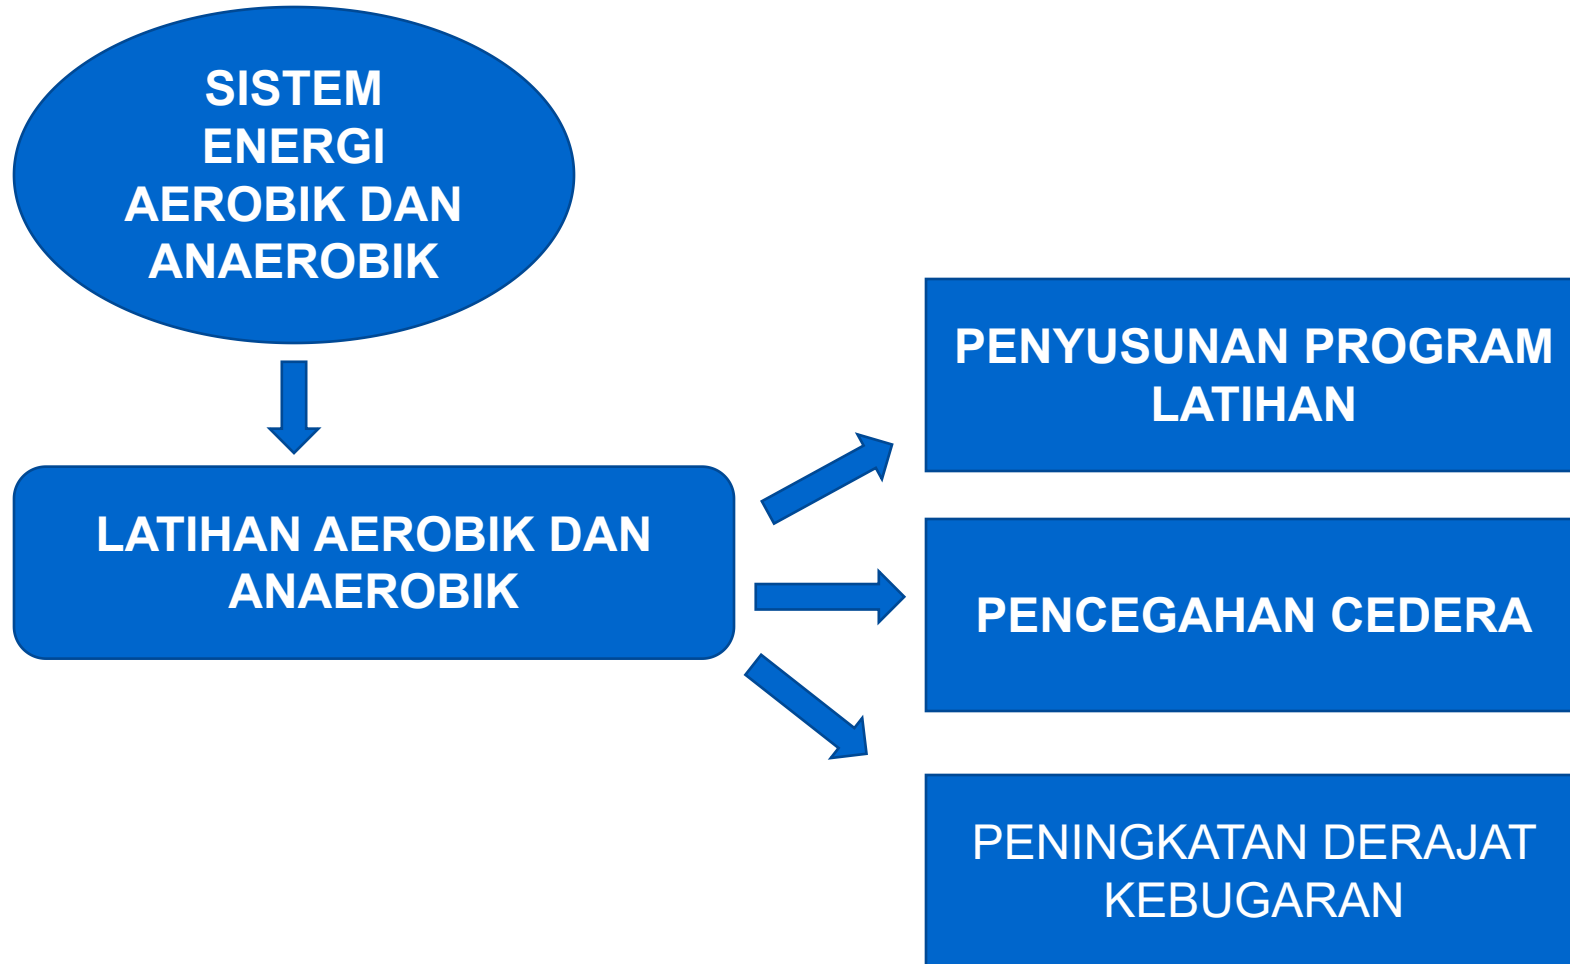 SISTEM
ENERGI
AEROBIK DAN
ANAEROBIK
LATIHAN AEROBIK DAN
ANAEROBIK
PENYUSUNAN PROGRAM
LATIHAN
PENCEGAHAN CEDERA
PENINGKATAN DERAJAT
KEBUGARAN